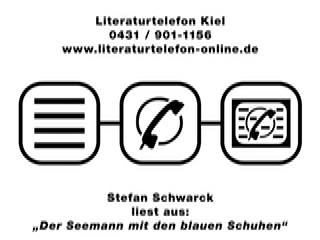 Literaturtelefon Kiel
0431 / 901-1156
www.literaturtelefon-online.de
Stefan Schwarck
liest aus:
„Der Seemann mit den blauen Schuhen“